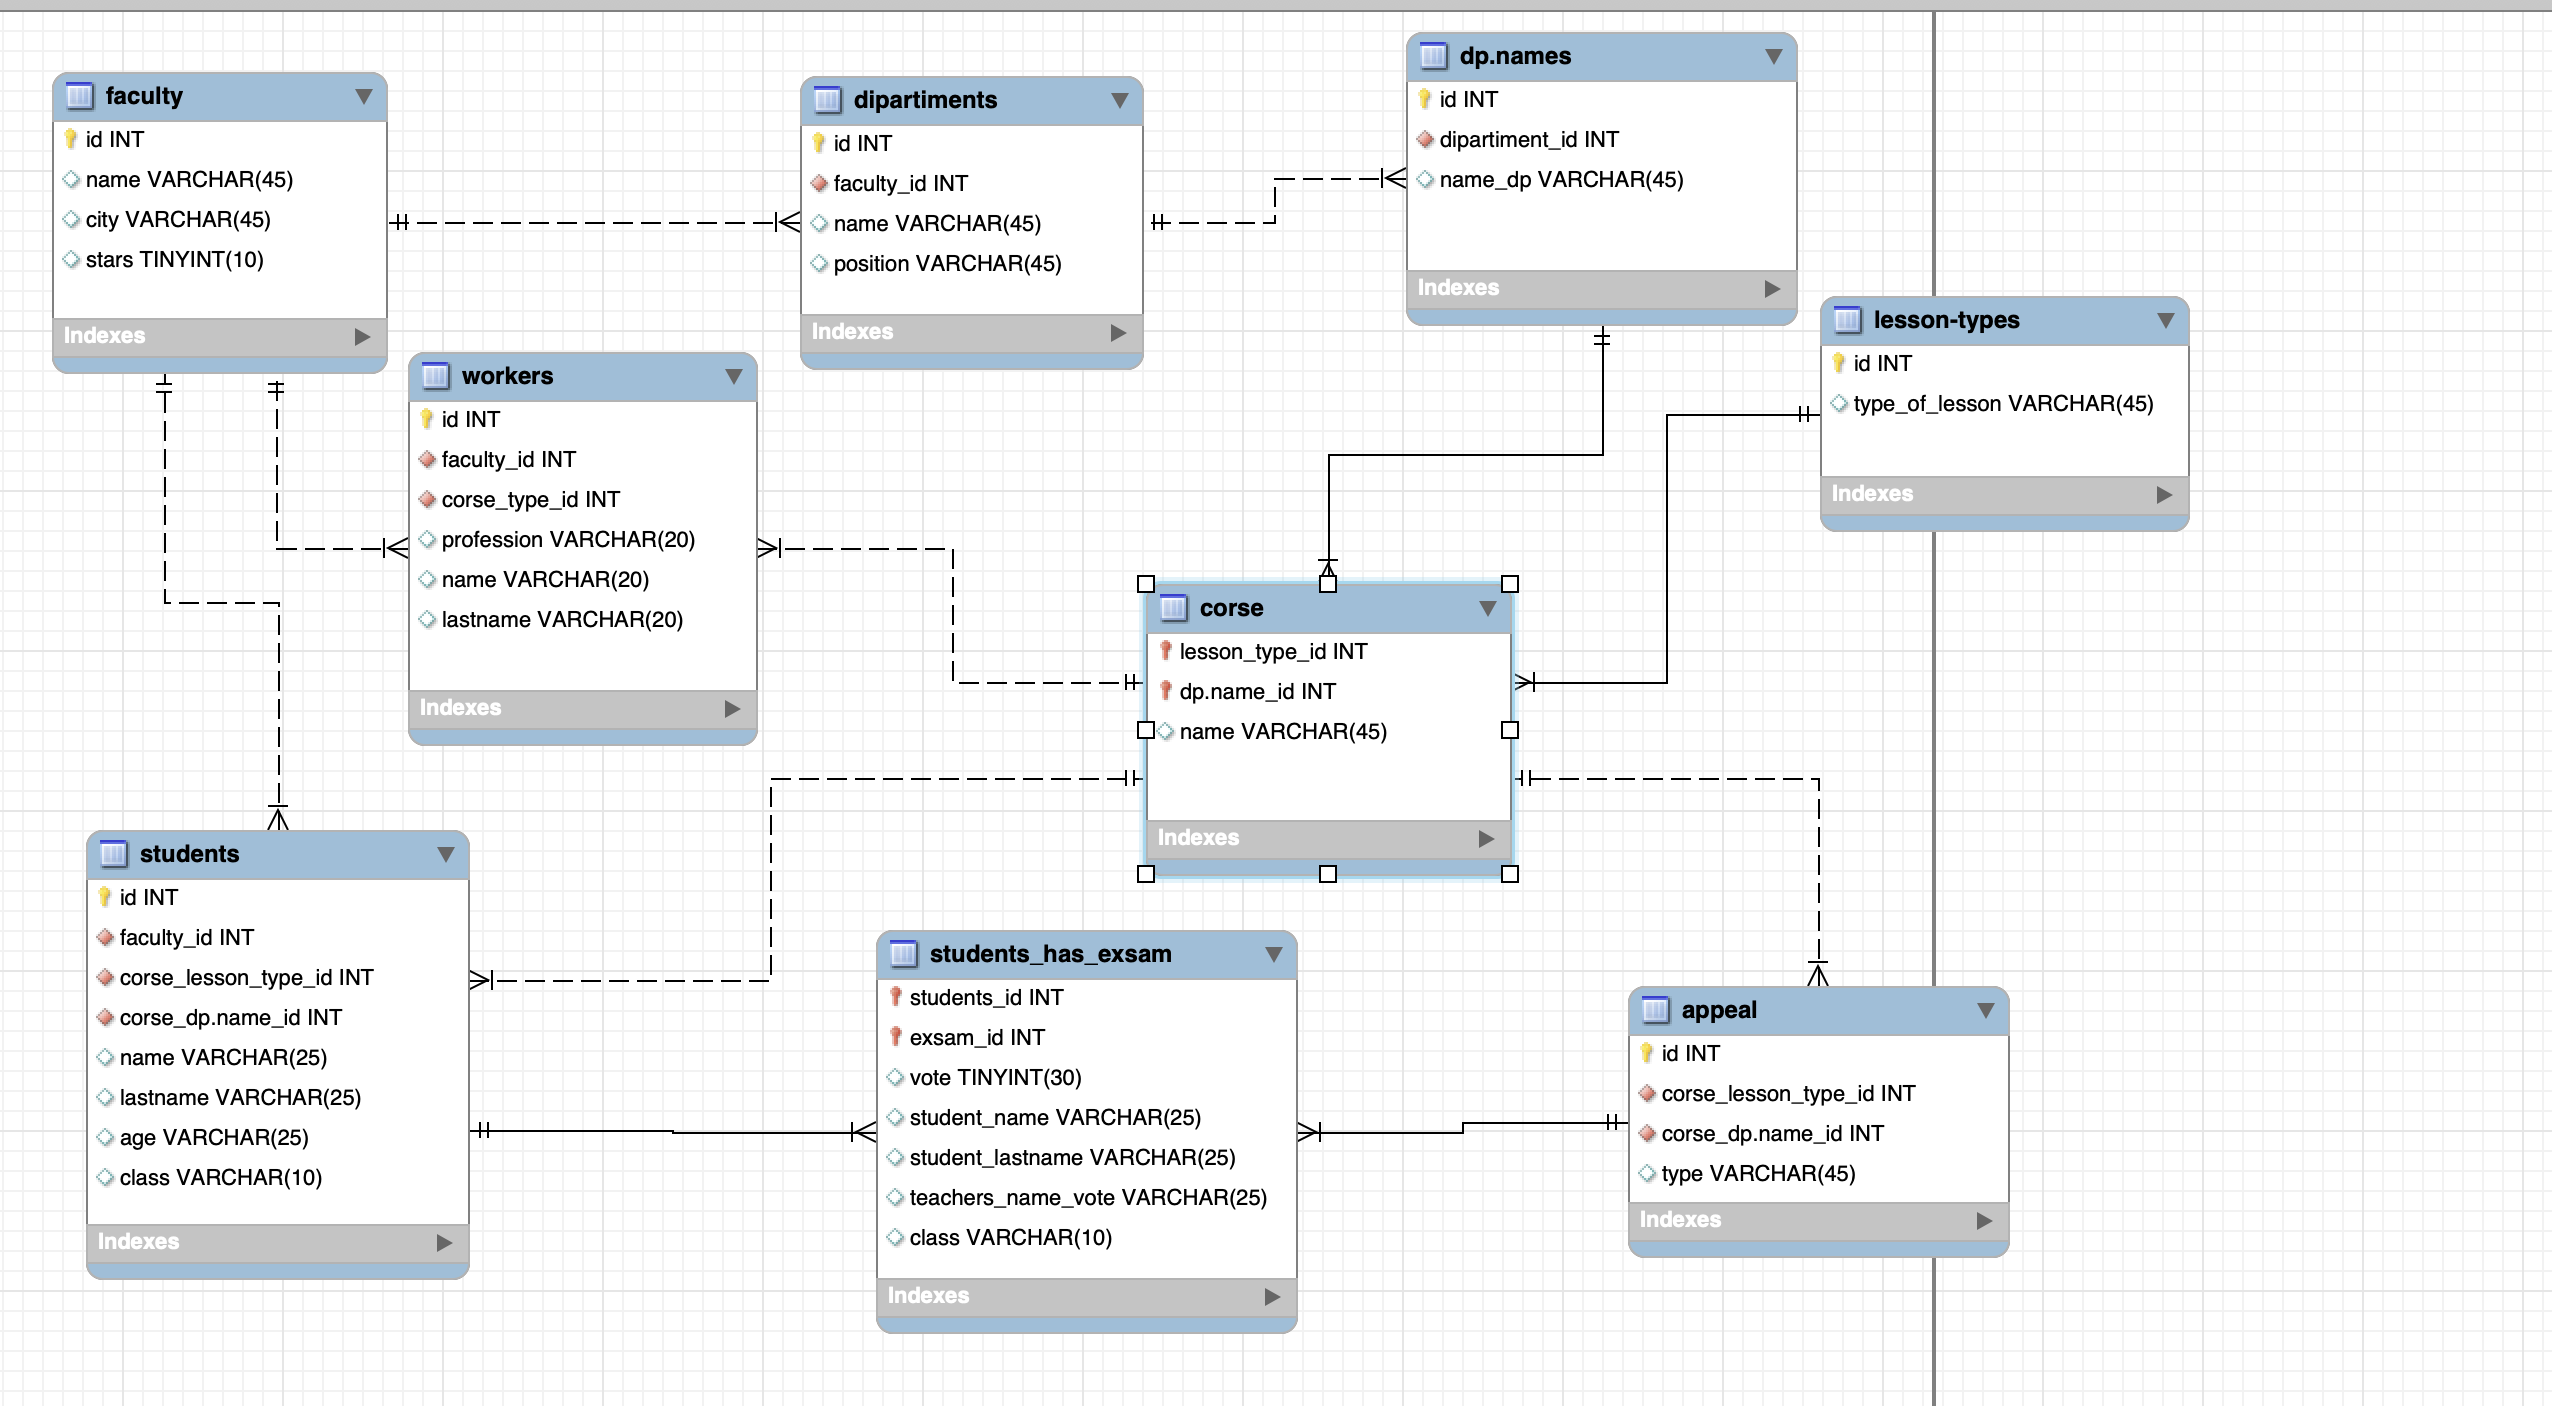 faculty
id INT
name VARCHAR(45)
city VARCHAR(45)
stars TINYINT(10)
Indexes
dipartiments
id INT
faculty_id INT
name VARCHAR(45)
position VARCHAR(45)
Indexes
dp.names
id INT
dipartiment_id INT
name_dp VARCHAR(45)
Indexes
lesson-types
id INT
type_of_lesson VARCHAR(45)
Indexes
workers
id INT
faculty_id INT
corse_type_id INT
profession VARCHAR(20)
name VARCHAR(20)
lastname VARCHAR(20)
Indexes
corse
lesson_type_id INT
dp.name_id INT
name VARCHAR(45)
Indexes
students
id INT
faculty_id INT
corse_lesson_type_id INT
corse_dp.name_id INT
name VARCHAR(25)
lastname VARCHAR(25)
age VARCHAR(25)
class VARCHAR(10)
Indexes
students_has_exsam
students_id INT
exsam_id INT
vote TINYINT(30)
student_name VARCHAR(25)
student_lastname VARCHAR(25)
teachers_name_vote VARCHAR(25)
class VARCHAR(10)
Indexes
appeal
id INT
corse_lesson_type_id INT
corse_dp.name_id INT
type VARCHAR(45)
Indexes